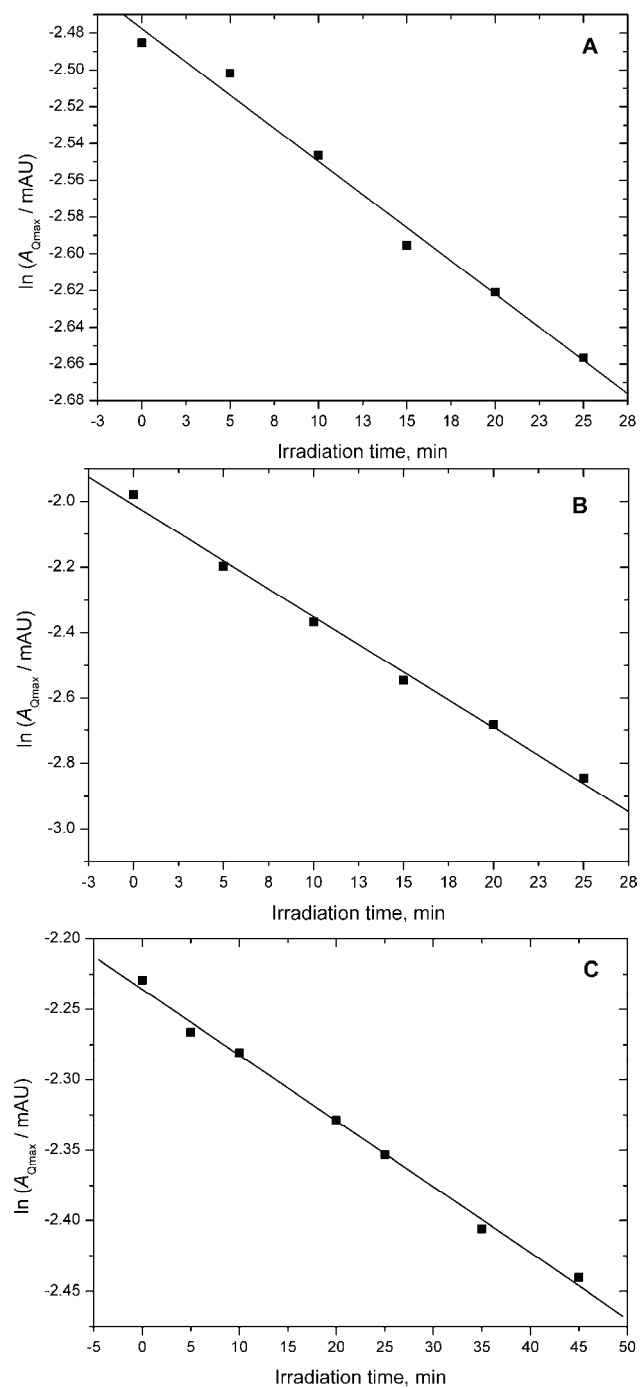 A
-2.48
-2.50
-2.52
-2.54
-2.56
-2.58
-2.60
-2.62
-2.64
-2.66
-2.68
ln (A Qmax / mAU)
-3 0 3 5 8 10 13 15 18 20 23 25 28
Irradiation time, min
B
-2.0
-2.2
-2.4
-2.6
-2.8
-3.0
ln (A Qmax / mAU)
-3 0 3 5 8 10 13 15 18 20 23 25 28
Irradiation time, min
C
-2.20
-2.25
-2.30
-2.35
-2.40
-2.45
ln (A Qmax / mAU)
-5 0 5 10 15 20 25 30 35 40 45 50
Irradiation time, min